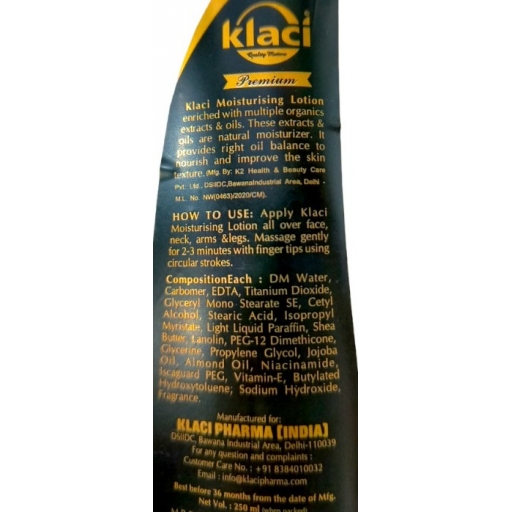 klaci
Quality Matters
Premium
Klaci Moisturising Lotion
enriched with multiple organics
extracts & oils. These extracts &
oils are natural moisturizer. It
provides right oil balance to
nourish and improve the skin
texture. (Mfg. By: K2 Health & Beauty Care
Pvt. Ltd., DSIIDC,BawanaIndustrial Area, Delhi -
M.L. No. NW(0463)/2020/CM).
HOW TO USE: Apply Klaci
Moisturising Lotion all over face,
neck, arms &legs. Massage gently
for 2-3 minutes with finger tips using
circular strokes.
CompositionEach : DM Water,
Carbomer, EDTA, Titanium Dioxide,
Glyceryl Mono Stearate SE, Cetyl
Alcohol, Stearic Acid, Isopropyl
Myristate, Light Liquid Paraffin, Shea
Butter, Lanolin, PEG-12 Dimethicone,
Glycerine, Propylene Glycol, Jojoba
Oil, Almond Oil, Niacinamide,
Iscaguard PEG, Vitamin-E, Butylated
Hydroxytoluene; Sodium Hydroxide,
Fragrance.
Manufactured for:
KLACI PHARMA [INDIA]
DSIIDC, Bawana Industrial Area, Delhi-110039
For any question and complaints :
Customer Care No. : +91 8384010032
Email : info@klacipharma.com
Best before 36 months from the date of Mfg.
Net Vol. : 250 ml (when packed)